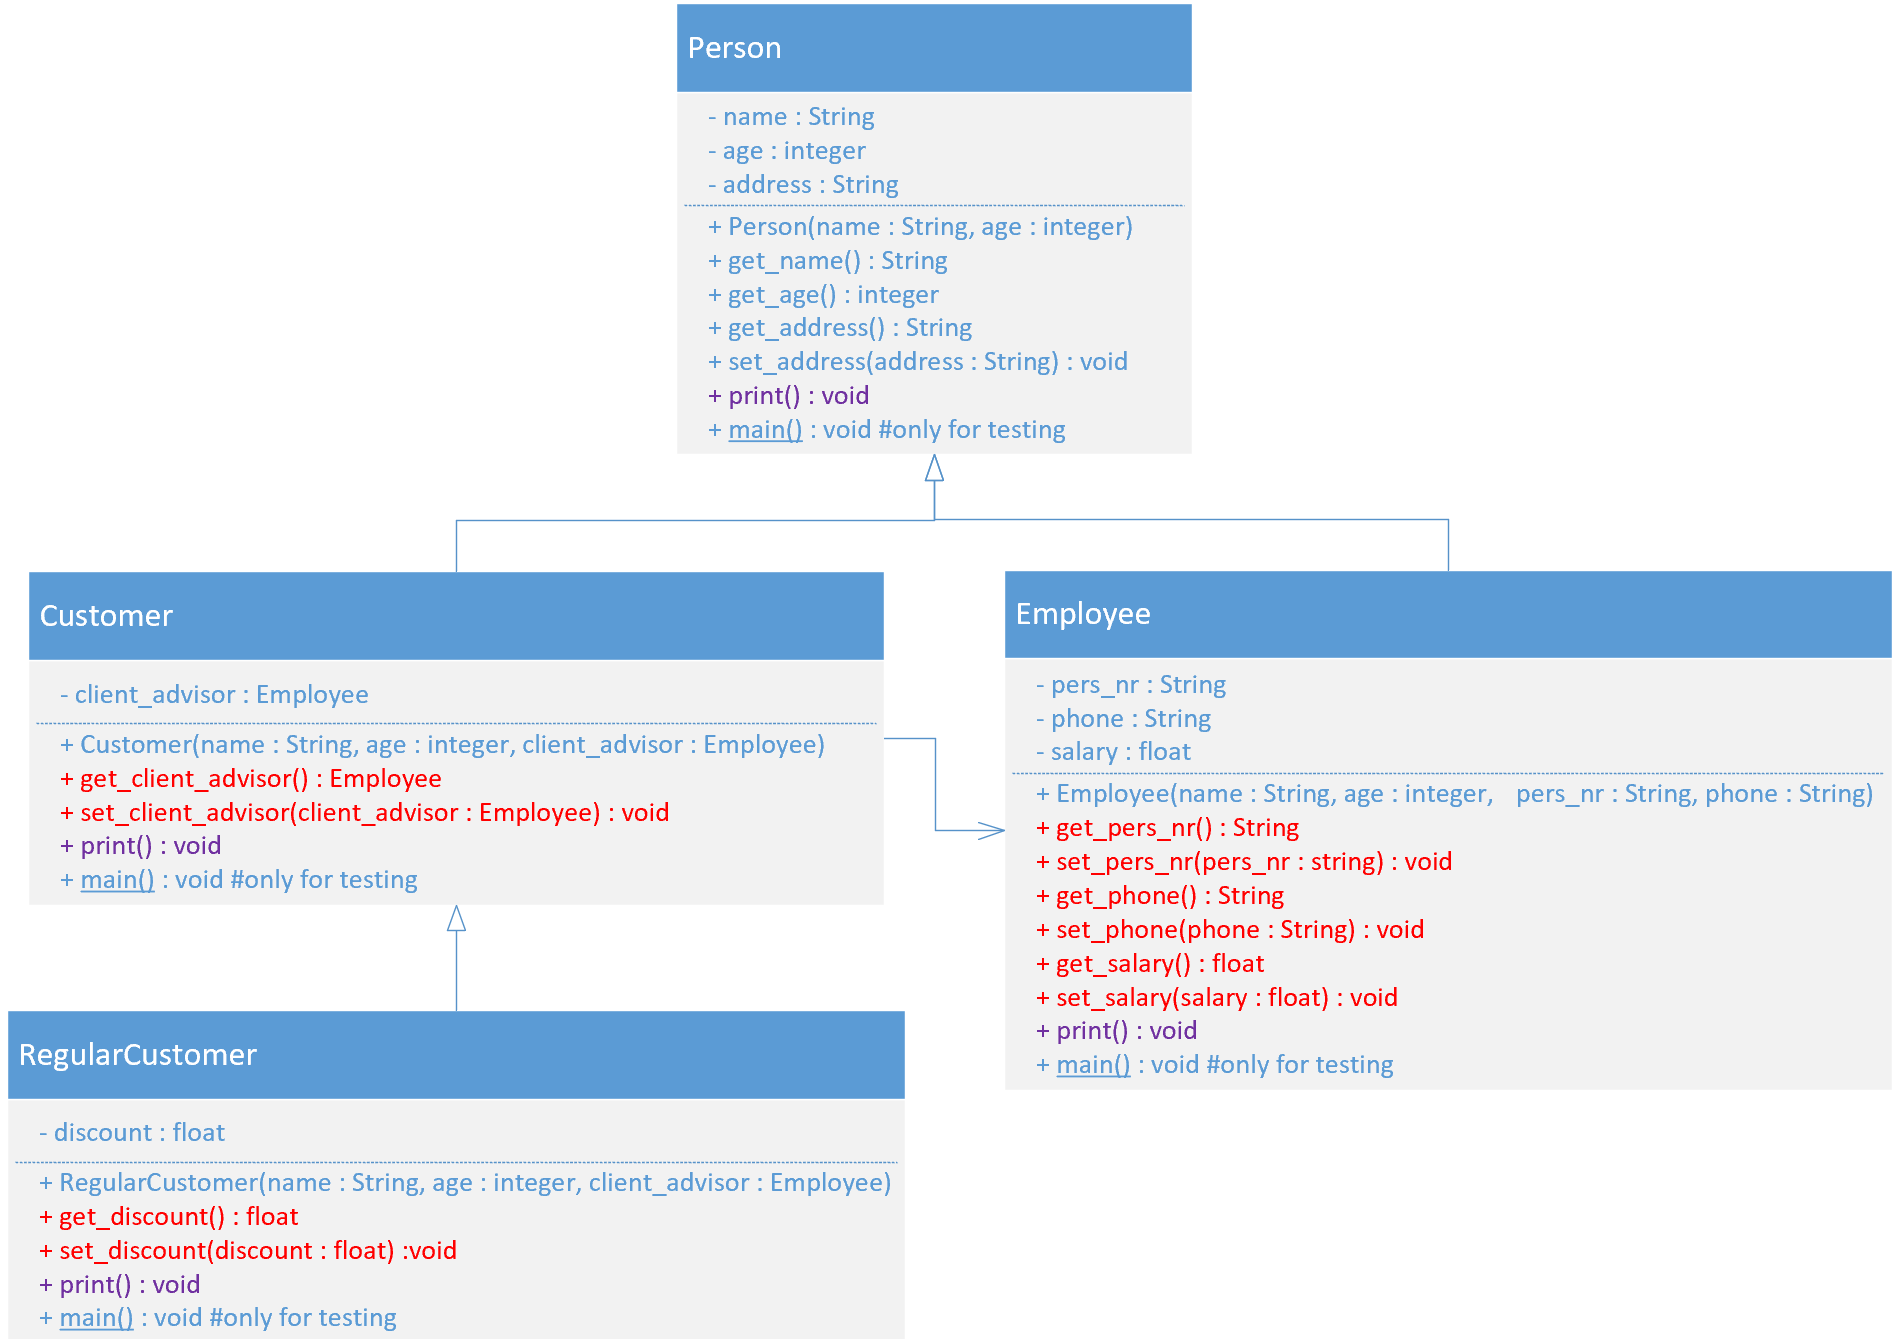 Person
- name : String
- age : integer
- address : String
+ Person(name : String, age : integer)
+ get_name() : String
+ get_age() : integer
+ get_address() : String
+ set_address(address : String) : void
+ print() : void
+ main() : void #only for testing
Customer
- client_advisor : Employee
+ Customer(name : String, age : integer, client_advisor : Employee)
+ get_client_advisor() : Employee
+ set_client_advisor(client_advisor : Employee) : void
+ print() : void
+ main() : void #only for testing
Employee
- pers_nr : String
- phone : String
- salary : float
+ Employee(name : String, age : integer, pers_nr : String, phone : String)
+ get_pers_nr() : String
+ set_pers_nr(pers_nr : string) : void
+ get_phone() : String
+ set_phone(phone : String) : void
+ get_salary() : float
+ set_salary(salary : float) : void
+ print() : void
+ main() : void #only for testing
RegularCustomer
- discount : float
+ RegularCustomer(name : String, age : integer, client_advisor : Employee)
+ get_discount() : float
+ set_discount(discount : float) :void
+ print() : void
+ main() : void #only for testing